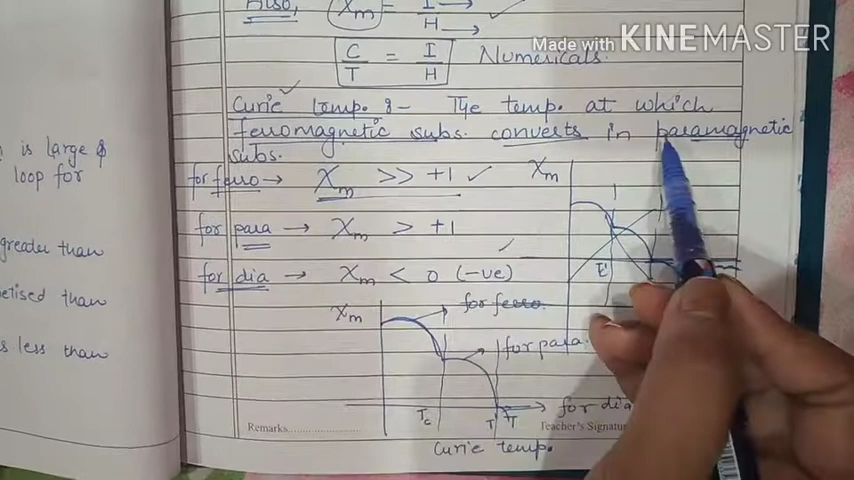 Also, Xm = I/H
Made with KINEMASTER
C/T = I/H Numericals.
Curie temp. :- The temp. at which
ferromagnetic subs. converts in paramagnetic
subs.
is large &
loop for
for ferro → Xm >> +1 ✓
Xm
for para → Xm > +1
greater than
for dia → Xm < 0 (-ve)
etised than
Xm
for ferro.
s less than
for para.
for dia
Tc
T
Remarks
Teacher's Signatur
Curie temp.